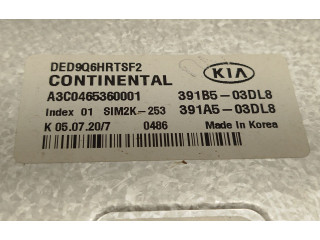 DED9Q6HRTSF2
CONTINENTAL KIA
A3C0465360001 391B5-03DL8
Index 01 SIM2K-253 391A5-03DL8
K 05.07.20/7 0486 Made in Korea